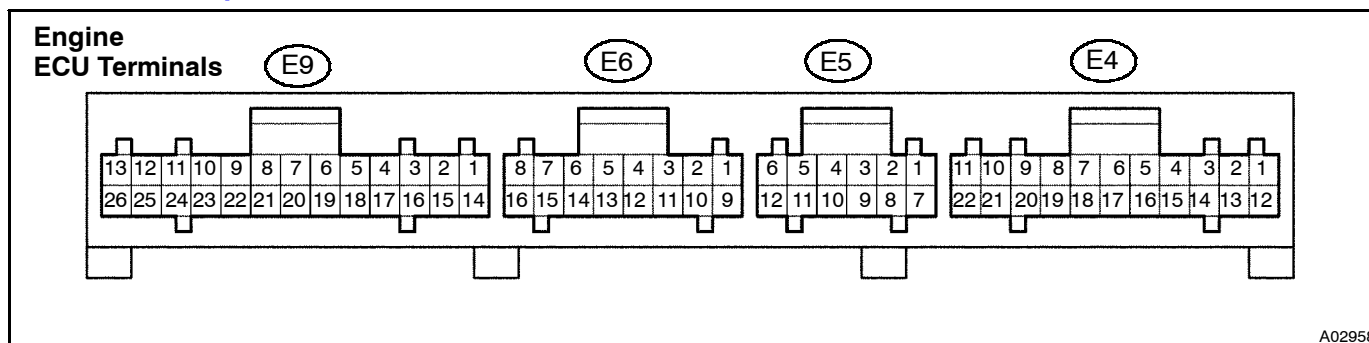 Engine
ECU Terminals
E9 E6 E5 E4
13 12 11 10 9 8 7 6 5 4 3 2 1 8 7 6 5 4 3 2 1 6 5 4 3 2 1 11 10 9 8 7 6 5 4 3 2 1
26 25 24 23 22 21 20 19 18 17 16 15 14 16 15 14 13 12 11 10 9 12 11 10 9 8 7 22 21 20 19 18 17 16 15 14 13 12
A02958